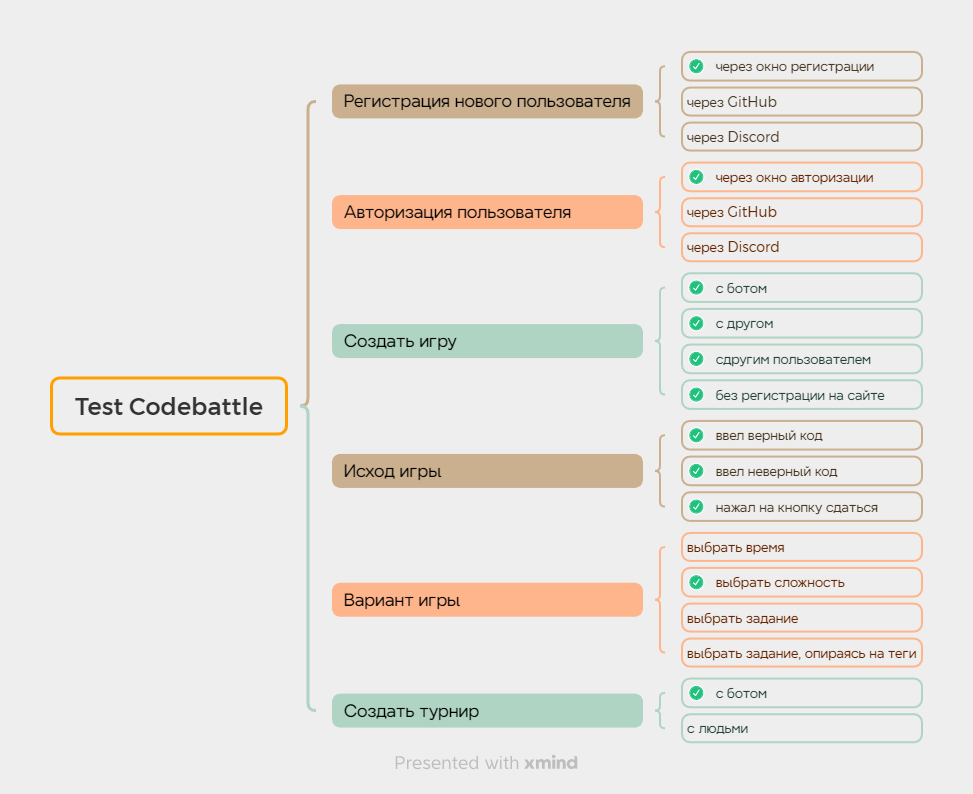 Test Codebattle
Регистрация нового пользователя
через окно регистрации
через GitHub
через Discord
Авторизация пользователя
через окно авторизации
через GitHub
через Discord
Создать игру
с ботом
с другом
сдругим пользователем
без регистрации на сайте
Исход игры
ввел верный код
ввел неверный код
нажал на кнопку сдаться
Вариант игры
выбрать время
выбрать сложность
выбрать задание
выбрать задание, опираясь на теги
Создать турнир
с ботом
с людьми
Presented with xmind